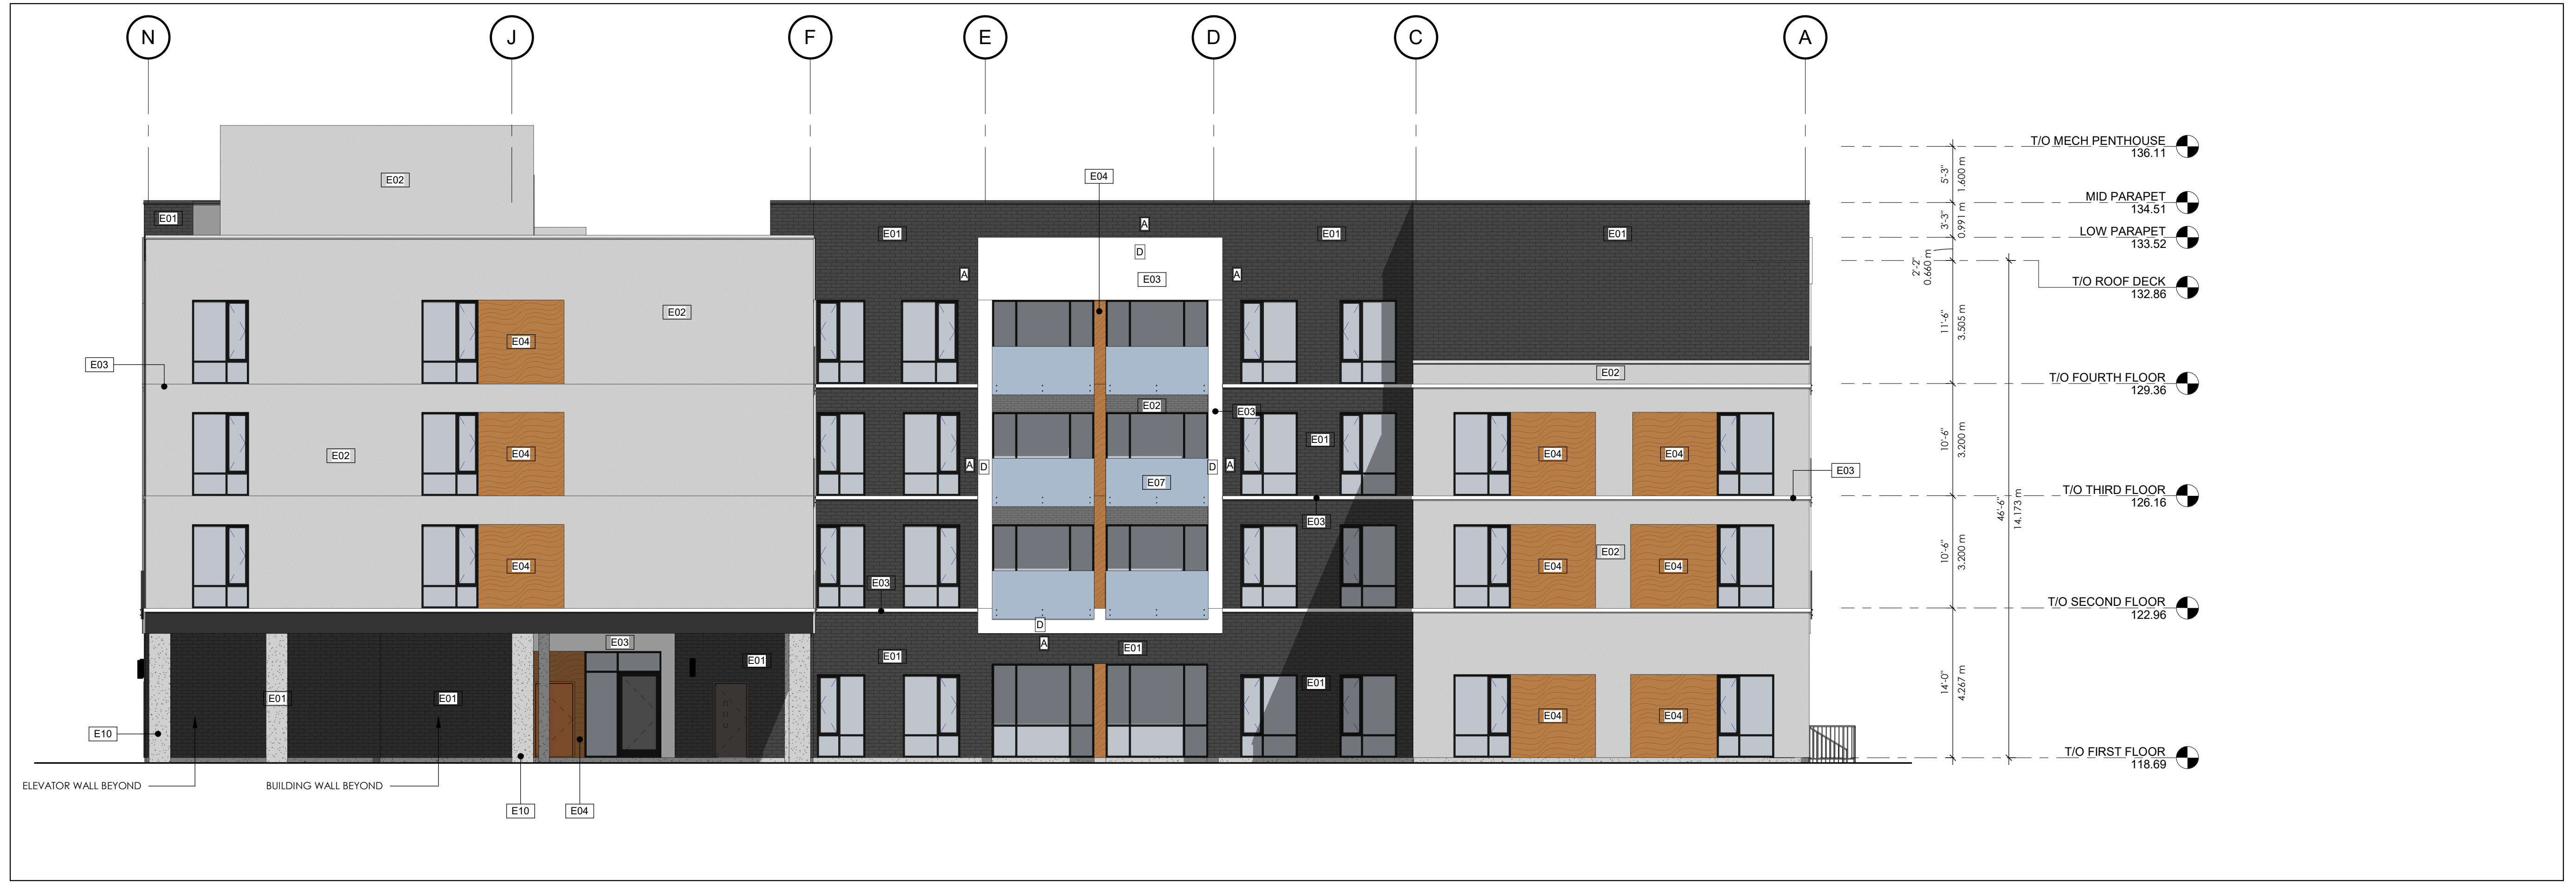 N J F E D C A
T/O MECH PENTHOUSE
136.11
5'-3"
1.600 m
MID PARAPET
134.51
3'-3"
0.991 m
LOW PARAPET
133.52
2'-2"
0.660 m
T/O ROOF DECK
132.86
11'-6"
3.505 m
T/O FOURTH FLOOR
129.36
10'-6"
3.200 m
T/O THIRD FLOOR
126.16
46'-6"
14.173 m
10'-6"
3.200 m
T/O SECOND FLOOR
122.96
14'-0"
4.267 m
T/O FIRST FLOOR
118.69
E04
E02
E01
A
E01
E01
E01
D
A
A
E03
E02
E04
E03
E02
E02
E03
E01
E02
E04
E04
E04
A
D
D
A
E03
E07
E03
E02
E04
E04
E04
E03
D
E03
A
E01
E01
E01
E01
E01
E01
E04
E04
E10
ELEVATOR WALL BEYOND
BUILDING WALL BEYOND
E10
E04